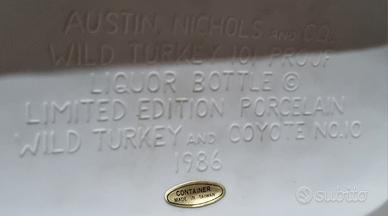 AUSTIN, NICHOLS AND CO.
WILD TURKEY 101 PROOF
LIQUOR BOTTLE ©
LIMITED EDITION PORCELAIN
WILD TURKEY AND COYOTE NO.10
1986
CONTAINER
MADE IN TAIWAN
subito